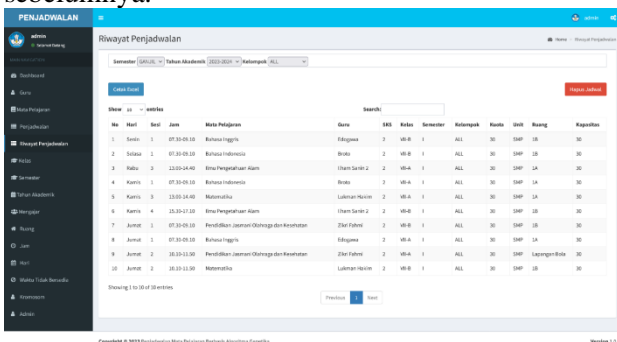 sebelumnya.
PENJADWALAN
admin
admin
Selamat Datang
Riwayat Penjadwalan
Home Riwayat Penjadwalan
Semester GANJIL Tahun Akademik 2023-2024 Kelompok ALL
Dashboard
Guru
Mata Pelajaran
Penjadwalan
Riwayat Penjadwalan
Kelas
Semester
Tahun Akademik
Mengajar
Ruang
Jam
Hari
Waktu Tidak Bersedia
Kromosom
Admin
Cetak Excel
Hapus Jadwal
Show 10 entries
Search:
No Hari Sesi Jam Mata Pelajaran Guru SKS Kelas Semester Kelompok Kuota Unit Ruang Kapasitas
1 Senin 1 07.30-09.10 Bahasa Inggris Edogawa 2 VII-B I ALL 30 SMP 1B 30
2 Selasa 1 07.30-09.10 Bahasa Indonesia Broto 2 VII-B I ALL 30 SMP 1B 30
3 Rabu 3 13.00-14.40 Ilmu Pengetahuan Alam Ilham Sanin 2 2 VII-A I ALL 30 SMP 1A 30
4 Kamis 1 07.30-09.10 Bahasa Indonesia Broto 2 VII-A I ALL 30 SMP 1A 30
5 Kamis 3 13.00-14.40 Matematika Lukman Hakim 2 VII-A I ALL 30 SMP 1A 30
6 Kamis 4 15.30-17.10 Ilmu Pengetahuan Alam Ilham Sanin 2 2 VII-B I ALL 30 SMP 1B 30
7 Jumat 1 07.30-09.10 Pendidikan Jasmani Olahraga dan Kesehatan Zikri Fahmi 2 VII-B I ALL 30 SMP 1B 30
8 Jumat 1 07.30-09.10 Bahasa Inggris Edogawa 2 VII-A I ALL 30 SMP 1A 30
9 Jumat 2 10.10-11.50 Pendidikan Jasmani Olahraga dan Kesehatan Zikri Fahmi 2 VII-A I ALL 30 SMP Lapangan Bola 30
10 Jumat 2 10.10-11.50 Matematika Lukman Hakim 2 VII-B I ALL 30 SMP 1B 30
Showing 1 to 10 of 10 entries
Previous 1 Next